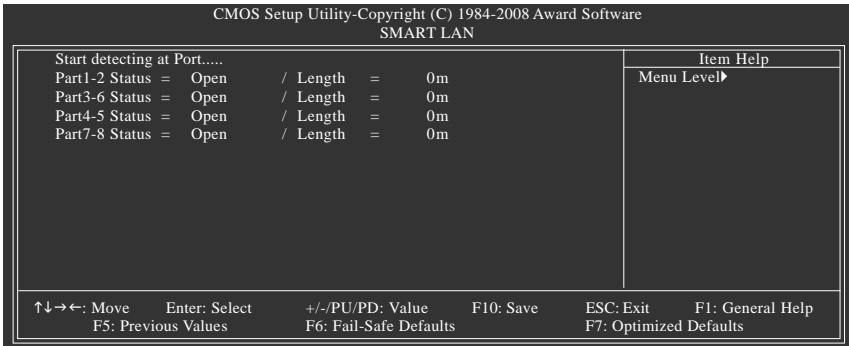 CMOS Setup Utility-Copyright (C) 1984-2008 Award Software
SMART LAN
Start detecting at Port.....
Part1-2 Status = Open / Length = 0m
Part3-6 Status = Open / Length = 0m
Part4-5 Status = Open / Length = 0m
Part7-8 Status = Open / Length = 0m
Item Help
Menu Level▶
↑↓→←: Move Enter: Select +/-/PU/PD: Value F10: Save ESC: Exit F1: General Help
F5: Previous Values F6: Fail-Safe Defaults F7: Optimized Defaults